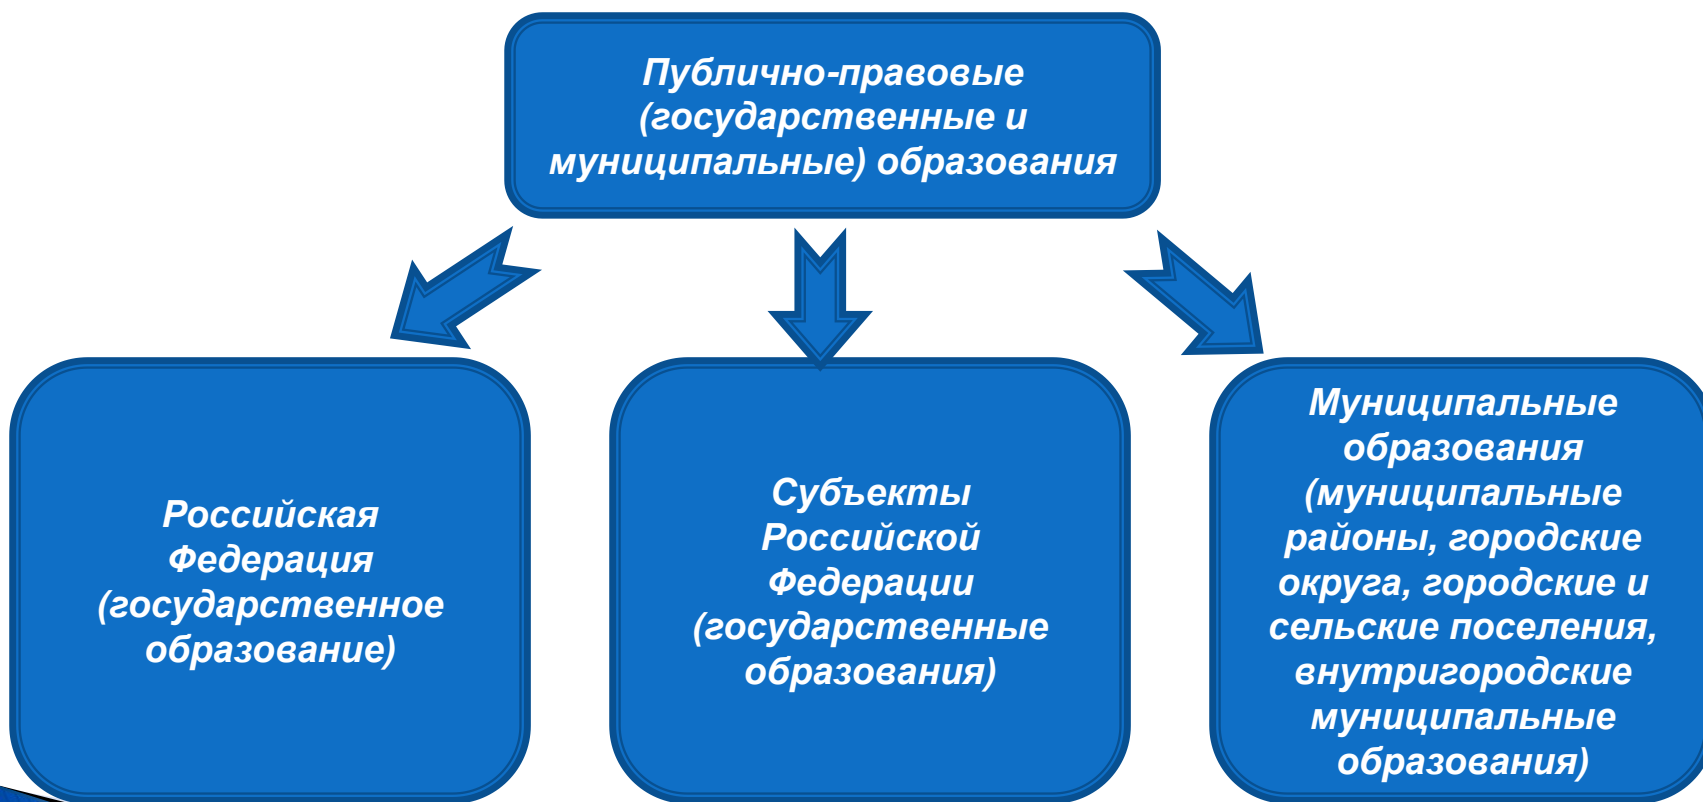 Публично-правовые
(государственные и
муниципальные) образования
Российская
Федерация
(государственное
образование)
Субъекты
Российской
Федерации
(государственные
образования)
Муниципальные
образования
(муниципальные
районы, городские
округа, городские и
сельские поселения,
внутригородские
муниципальные
образования)